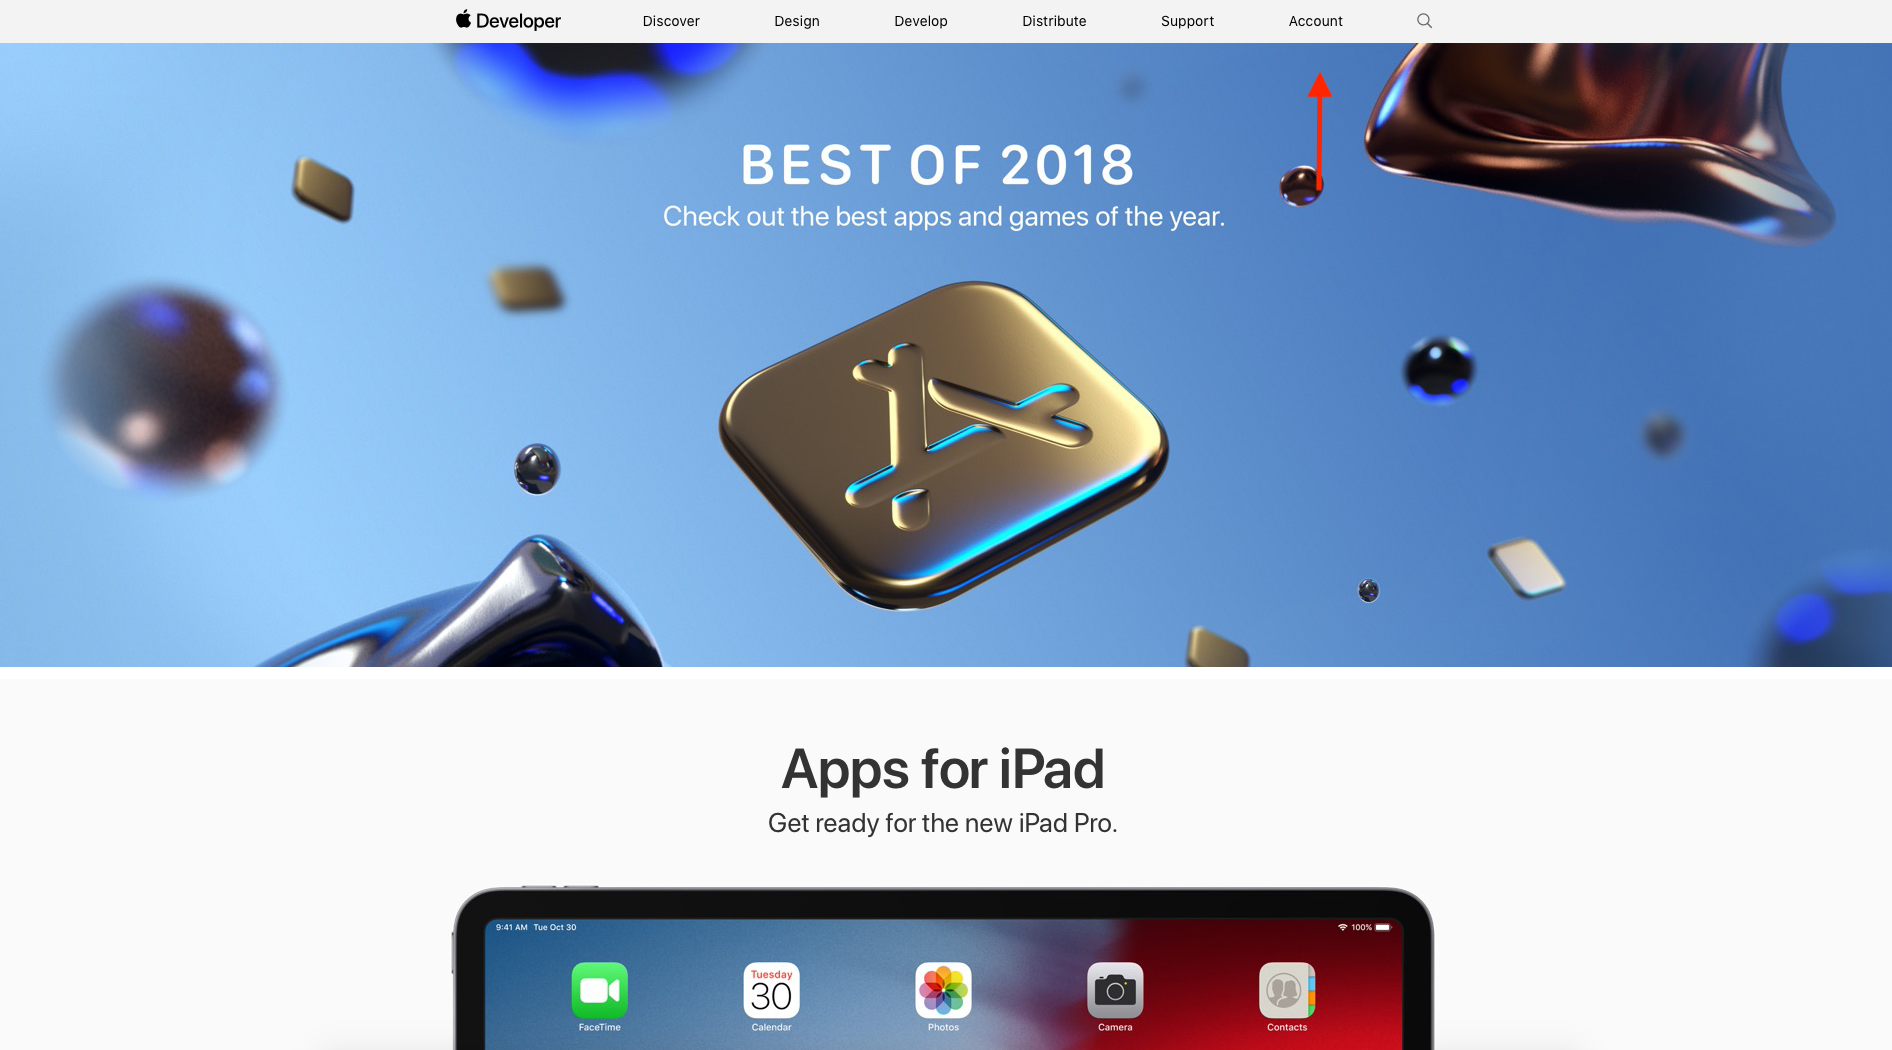 Developer Discover Design Develop Distribute Support Account
BEST OF 2018
Check out the best apps and games of the year.
Apps for iPad
Get ready for the new iPad Pro.
9:41 AM Tue Oct 30 100%
Tuesday
30
FaceTime Calendar Photos Camera Contacts